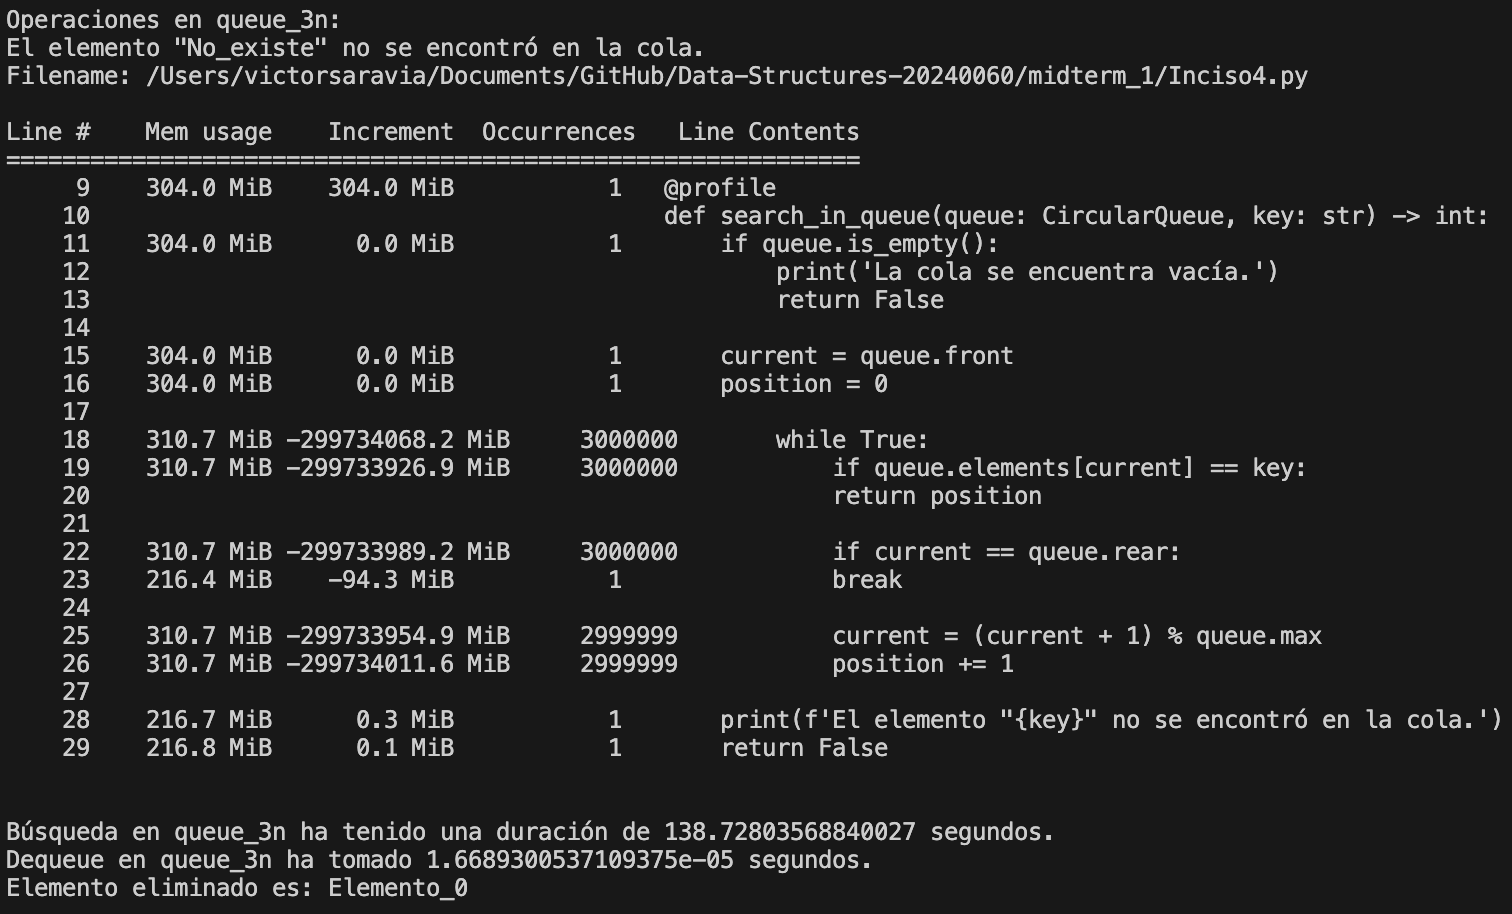 Operaciones en queue_3n:
El elemento "No_existe" no se encontró en la cola.
Filename: /Users/victorsaravia/Documents/GitHub/Data-Structures-20240060/midterm_1/Inciso4.py

Line #    Mem usage    Increment  Occurrences   Line Contents
=============================================================
     9    304.0 MiB    304.0 MiB           1   @profile
    10                                         def search_in_queue(queue: CircularQueue, key: str) -> int:
    11    304.0 MiB      0.0 MiB           1       if queue.is_empty():
    12                                                 print('La cola se encuentra vacía.')
    13                                                 return False
    14
    15    304.0 MiB      0.0 MiB           1       current = queue.front
    16    304.0 MiB      0.0 MiB           1       position = 0
    17
    18    310.7 MiB -299734068.2 MiB     3000000       while True:
    19    310.7 MiB -299733926.9 MiB     3000000           if queue.elements[current] == key:
    20                                                     return position
    21
    22    310.7 MiB -299733989.2 MiB     3000000           if current == queue.rear:
    23    216.4 MiB    -94.3 MiB           1               break
    24
    25    310.7 MiB -299733954.9 MiB     2999999           current = (current + 1) % queue.max
    26    310.7 MiB -299734011.6 MiB     2999999           position += 1
    27
    28    216.7 MiB      0.3 MiB           1       print(f'El elemento "{key}" no se encontró en la cola.')
    29    216.8 MiB      0.1 MiB           1       return False

Búsqueda en queue_3n ha tenido una duración de 138.72803568840027 segundos.
Dequeue en queue_3n ha tomado 1.6689300537109375e-05 segundos.
Elemento eliminado es: Elemento_0